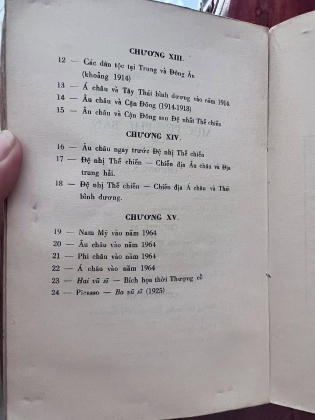 CHƯƠNG XIII.
12 — Các dân tộc tại Trung và Đông Âu
(khoảng 1914)
13 — Á châu và Tây Thái bình dương vào năm 1914
14 — Âu châu và Cận Đông (1914-1918)
15 — Âu châu và Cận Đông sau Đệ Nhất Thế chiến
CHƯƠNG XIV.
16 — Âu châu ngay trước Đệ Nhị Thế chiến
17 — Đệ Nhị Thế chiến — Chiến địa Âu châu và Địa
trung hải.
18 — Đệ Nhị Thế chiến — Chiến địa Á châu và Thái
bình dương.
CHƯƠNG XV.
19 — Nam Mỹ vào năm 1964
20 — Âu châu vào năm 1964
21 — Phi châu vào năm 1964
22 — Á châu vào năm 1964
23 — Hai vũ sĩ — Bích họa thời Thượng cổ
24 — Picasso — Ba vũ sĩ (1925)